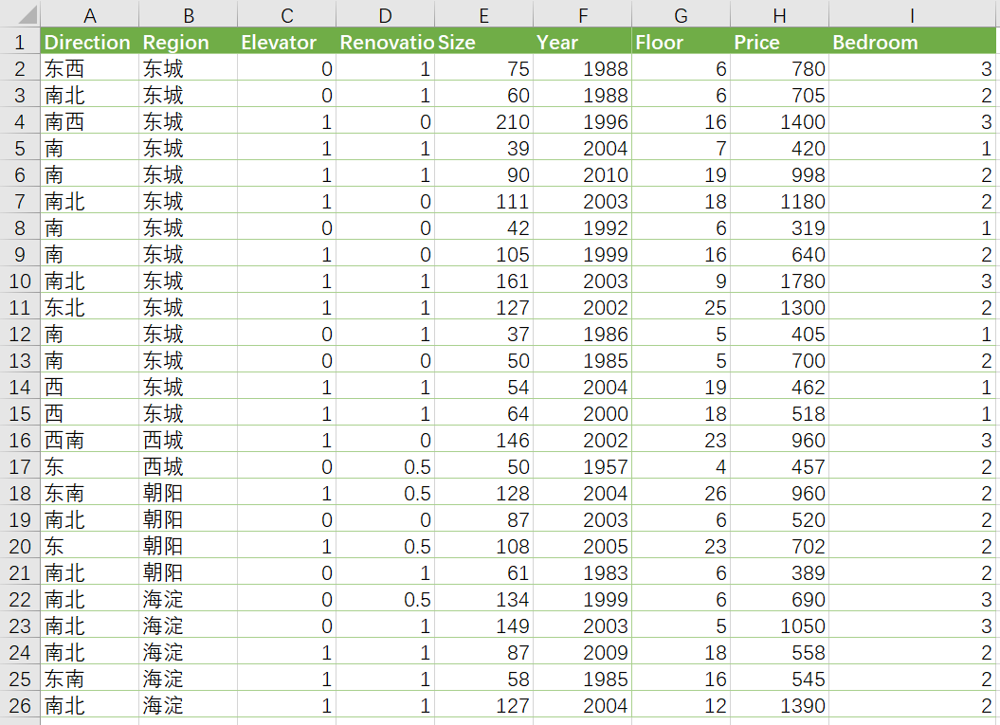 A B C D E F G H I
1 Direction Region Elevator Renovatio Size Year Floor Price Bedroom
2 东西 东城 0 1 75 1988 6 780 3
3 南北 东城 0 1 60 1988 6 705 2
4 南西 东城 1 0 210 1996 16 1400 3
5 南 东城 1 1 39 2004 7 420 1
6 南 东城 1 1 90 2010 19 998 2
7 南北 东城 1 0 111 2003 18 1180 2
8 南 东城 0 0 42 1992 6 319 1
9 南 东城 1 0 105 1999 16 640 2
10 南北 东城 1 1 161 2003 9 1780 3
11 东北 东城 1 1 127 2002 25 1300 2
12 南 东城 0 1 37 1986 5 405 1
13 南 东城 0 0 50 1985 5 700 2
14 西 东城 1 1 54 2004 19 462 1
15 西 东城 1 1 64 2000 18 518 1
16 西南 西城 1 0 146 2002 23 960 3
17 东 西城 0 0.5 50 1957 4 457 2
18 东南 朝阳 1 0.5 128 2004 26 960 2
19 南北 朝阳 0 0 87 2003 6 520 2
20 东 朝阳 1 0.5 108 2005 23 702 2
21 南北 朝阳 0 1 61 1983 6 389 2
22 南北 海淀 0 0.5 134 1999 6 690 3
23 南北 海淀 0 1 149 2003 5 1050 3
24 南北 海淀 1 1 87 2009 18 558 2
25 东南 海淀 1 1 58 1985 16 545 2
26 南北 海淀 1 1 127 2004 12 1390 2